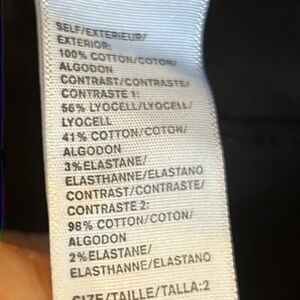 SELF/EXTERIEUR/
EXTERIOR:
100% COTTON/COTON/
ALGODON
CONTRAST/CONTRASTE/
CONTRASTE 1:
56% LYOCELL/LYOCELL/
LYOCELL
41% COTTON/COTON/
ALGODON
3% ELASTANE/
ELASTHANNE/ELASTANO
CONTRAST/CONTRASTE/
CONTRASTE 2:
98% COTTON/COTON/
ALGODON
2% ELASTANE/
ELASTHANNE/ELASTANO
SIZE/TAILLE/TALLA:2